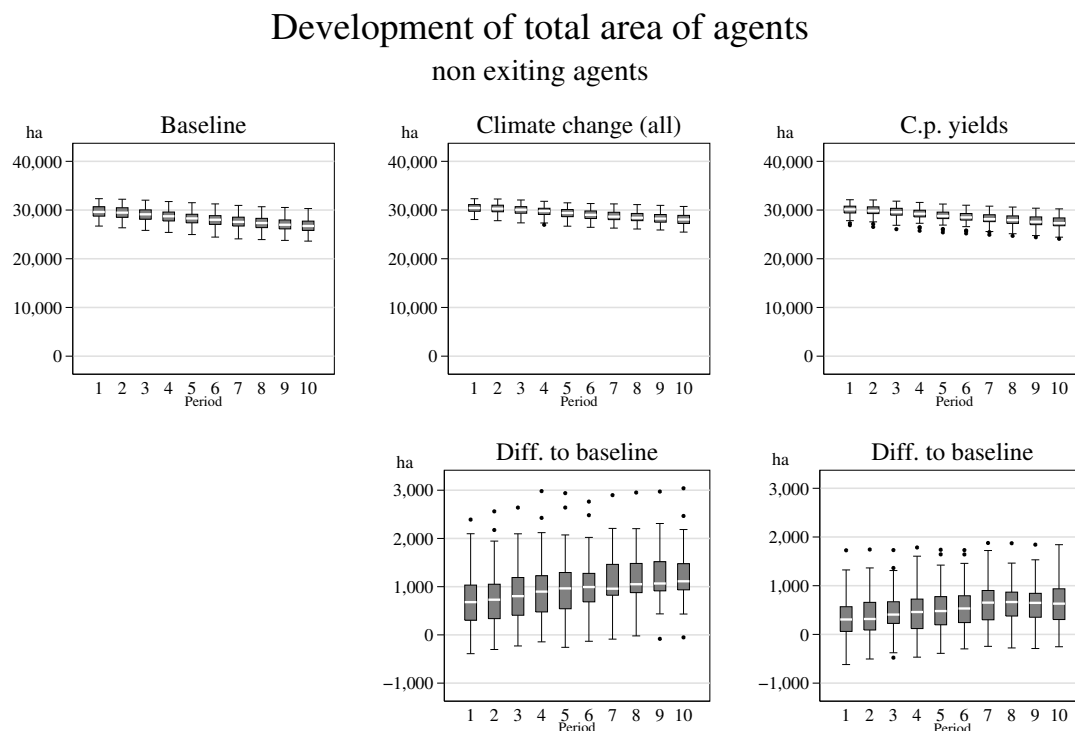 Development of total area of agents
non exiting agents
Baseline
ha
40,000
30,000
20,000
10,000
0
1 2 3 4 5 6 7 8 9 10
Period
Climate change (all)
ha
40,000
30,000
20,000
10,000
0
1 2 3 4 5 6 7 8 9 10
Period
C.p. yields
ha
40,000
30,000
20,000
10,000
0
1 2 3 4 5 6 7 8 9 10
Period
Diff. to baseline
ha
3,000
2,000
1,000
0
−1,000
1 2 3 4 5 6 7 8 9 10
Period
Diff. to baseline
ha
3,000
2,000
1,000
0
−1,000
1 2 3 4 5 6 7 8 9 10
Period